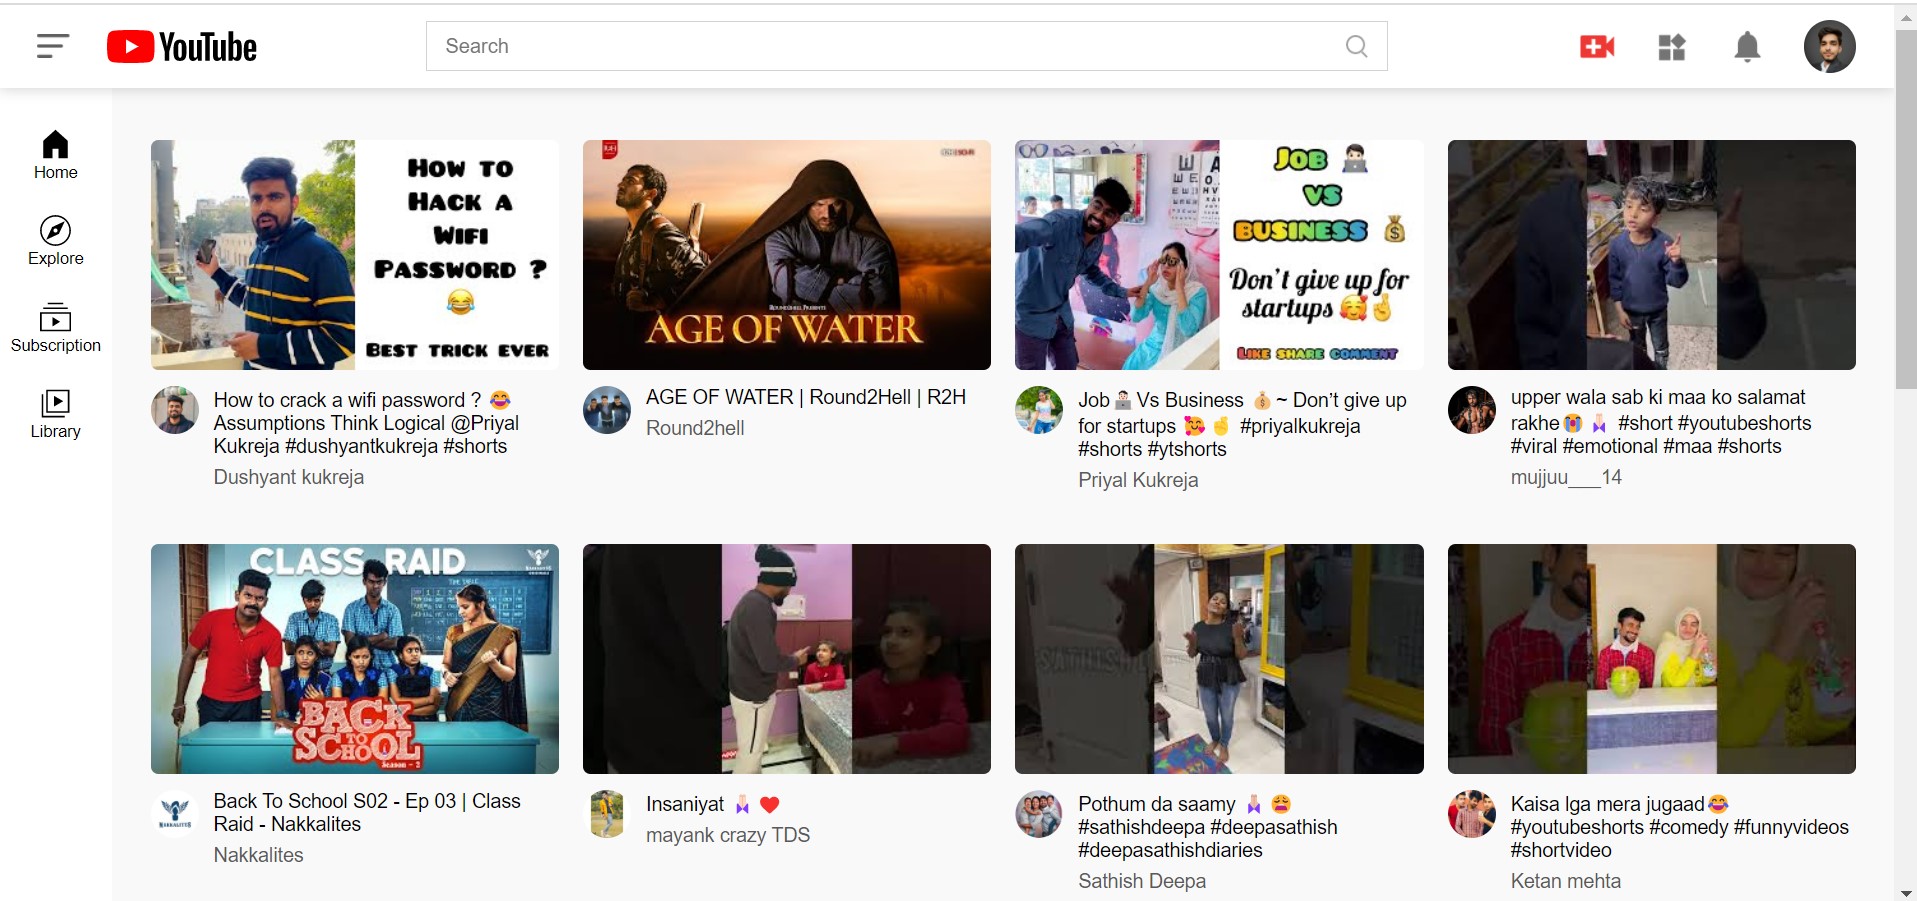 YouTube
Search
Home
Explore
Subscription
Library
HOW TO
HACK A
WIFI
PASSWORD ?
😂
BEST TRICK EVER
How to crack a wifi password ? 😂
Assumptions Think Logical @Priyal
Kukreja #dushyantkukreja #shorts
Dushyant kukreja
ROUND2HELL PRESENTS
AGE OF WATER
AGE OF WATER | Round2Hell | R2H
Round2hell
JOB 👨🏻‍💻
VS
BUSINESS 💰
Don't give up for
startups 🥰🤞
LIKE SHARE COMMENT
Job👨🏻‍💻Vs Business 💰~ Don’t give up
for startups 🥰🤞 #priyalkukreja
#shorts #ytshorts
Priyal Kukreja
upper wala sab ki maa ko salamat
rakhe😭🙏🏻 #short #youtubeshorts
#viral #emotional #maa #shorts
mujjuu___14
CLASS RAID
TIME TABLE
BACK
TO
SCHOOL
Season - 2
NAKKALITES
Back To School S02 - Ep 03 | Class
Raid - Nakkalites
Nakkalites
Insaniyat 🙏🏻 ❤️
mayank crazy TDS
Pothum da saamy 🙏🏻 😩
#sathishdeepa #deepasathish
#deepasathishdiaries
Sathish Deepa
Kaisa lga mera jugaad😂
#youtubeshorts #comedy #funnyvideos
#shortvideo
Ketan mehta